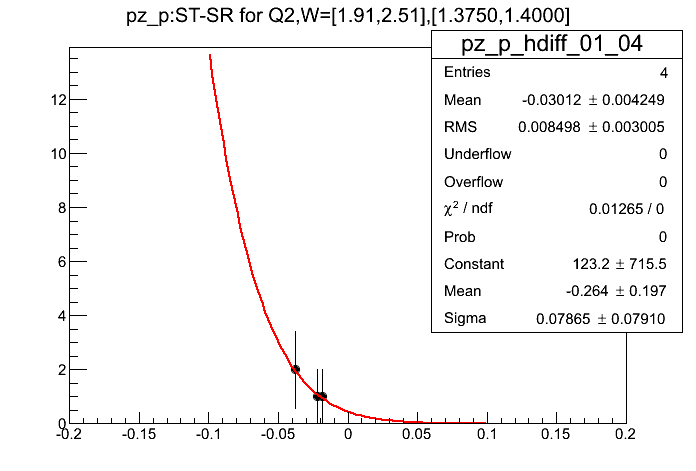 pz_p:ST-SR for Q2,W=[1.91,2.51],[1.3750,1.4000]
pz_p_hdiff_01_04
Entries 4
Mean -0.03012 ± 0.004249
RMS 0.008498 ± 0.003005
Underflow 0
Overflow 0
χ² / ndf 0.01265 / 0
Prob 0
Constant 123.2 ± 715.5
Mean -0.264 ± 0.197
Sigma 0.07865 ± 0.07910
12
10
8
6
4
2
0
-0.2 -0.15 -0.1 -0.05 0 0.05 0.1 0.15 0.2